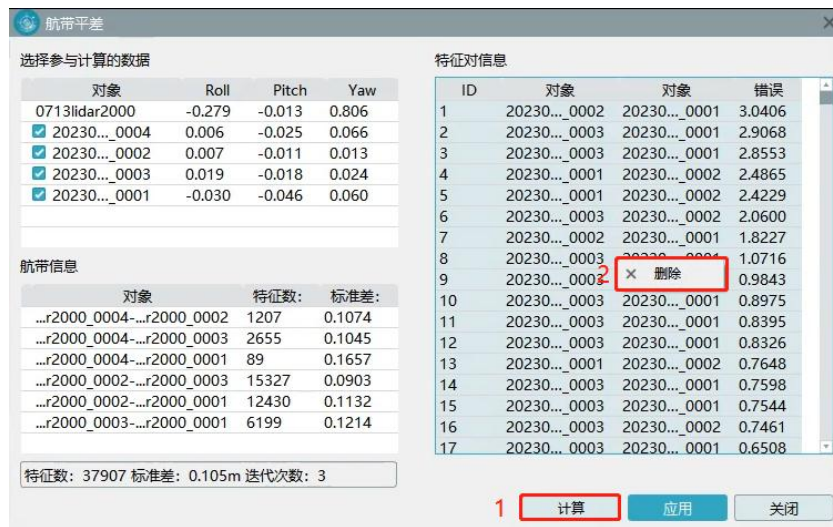 航带平差
选择参与计算的数据
对象 Roll Pitch Yaw
0713lidar2000 -0.279 -0.013 0.806
20230..._0004 0.006 -0.025 0.066
20230..._0002 0.007 -0.011 0.013
20230..._0003 0.019 -0.018 0.024
20230..._0001 -0.030 -0.046 0.060
航带信息
对象 特征数: 标准差:
...r2000_0004-...r2000_0002 1207 0.1074
...r2000_0004-...r2000_0003 2655 0.1045
...r2000_0004-...r2000_0001 89 0.1657
...r2000_0002-...r2000_0003 15327 0.0903
...r2000_0002-...r2000_0001 12430 0.1132
...r2000_0003-...r2000_0001 6199 0.1214
特征数: 37907 标准差: 0.105m 迭代次数: 3
特征对信息
ID 对象 对象 错误
1 20230..._0002 20230..._0001 3.0406
2 20230..._0003 20230..._0001 2.9068
3 20230..._0003 20230..._0001 2.8553
4 20230..._0001 20230..._0002 2.4865
5 20230..._0001 20230..._0002 2.4229
6 20230..._0003 20230..._0002 2.0600
7 20230..._0002 20230..._0001 1.8227
8 20230..._0003 1.0716
2 × 删除
9 20230..._0003 0.9843
10 20230..._0003 20230..._0001 0.8975
11 20230..._0003 20230..._0001 0.8395
12 20230..._0003 20230..._0001 0.8326
13 20230..._0001 20230..._0002 0.7648
14 20230..._0003 20230..._0001 0.7598
15 20230..._0003 20230..._0001 0.7544
16 20230..._0003 20230..._0002 0.7461
17 20230..._0003 20230..._0001 0.6508
1 计算 应用 关闭